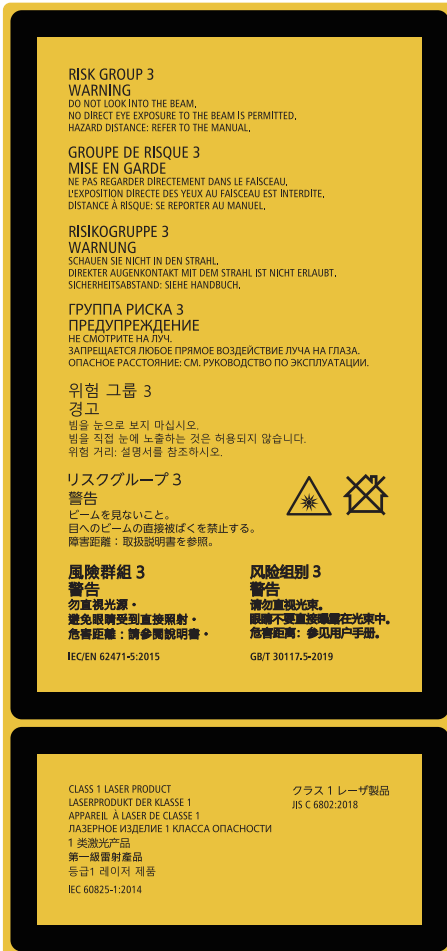 RISK GROUP 3
WARNING
DO NOT LOOK INTO THE BEAM,
NO DIRECT EYE EXPOSURE TO THE BEAM IS PERMITTED,
HAZARD DISTANCE: REFER TO THE MANUAL,
GROUPE DE RISQUE 3
MISE EN GARDE
NE PAS REGARDER DIRECTEMENT DANS LE FAISCEAU,
L'EXPOSITION DIRECTE DES YEUX AU FAISCEAU EST INTERDITE,
DISTANCE À RISQUE: SE REPORTER AU MANUEL,
RISIKOGRUPPE 3
WARNUNG
SCHAUEN SIE NICHT IN DEN STRAHL,
DIREKTER AUGENKONTAKT MIT DEM STRAHL IST NICHT ERLAUBT,
SICHERHEITSABSTAND: SIEHE HANDBUCH,
ГРУППА РИСКА 3
ПРЕДУПРЕЖДЕНИЕ
НЕ СМОТРИТЕ НА ЛУЧ.
ЗАПРЕЩАЕТСЯ ЛЮБОЕ ПРЯМОЕ ВОЗДЕЙСТВИЕ ЛУЧА НА ГЛАЗА.
ОПАСНОЕ РАССТОЯНИЕ: СМ. РУКОВОДСТВО ПО ЭКСПЛУАТАЦИИ.
위험 그룹 3
경고
빔을 눈으로 보지 마십시오.
빔을 직접 눈에 노출하는 것은 허용되지 않습니다.
위험 거리: 설명서를 참조하시오.
リスクグループ 3
警告
ビームを見ないこと。
目へのビームの直接被ばくを禁止する。
障害距離：取扱説明書を参照。
風險群組 3
警告
勿直視光源。
避免眼睛受到直接照射。
危害距離：請參閱說明書。
IEC/EN 62471-5:2015
风险组别 3
警告
请勿直视光束。
眼睛不要直接曝露在光束中。
危害距离：参见用户手册。
GB/T 30117.5-2019
CLASS 1 LASER PRODUCT
LASERPRODUKT DER KLASSE 1
APPAREIL À LASER DE CLASSE 1
ЛАЗЕРНОЕ ИЗДЕЛИЕ 1 КЛАССА ОПАСНОСТИ
1 类激光产品
第一級雷射產品
등급1 레이저 제품
IEC 60825-1:2014
クラス 1 レーザ製品
JIS C 6802:2018